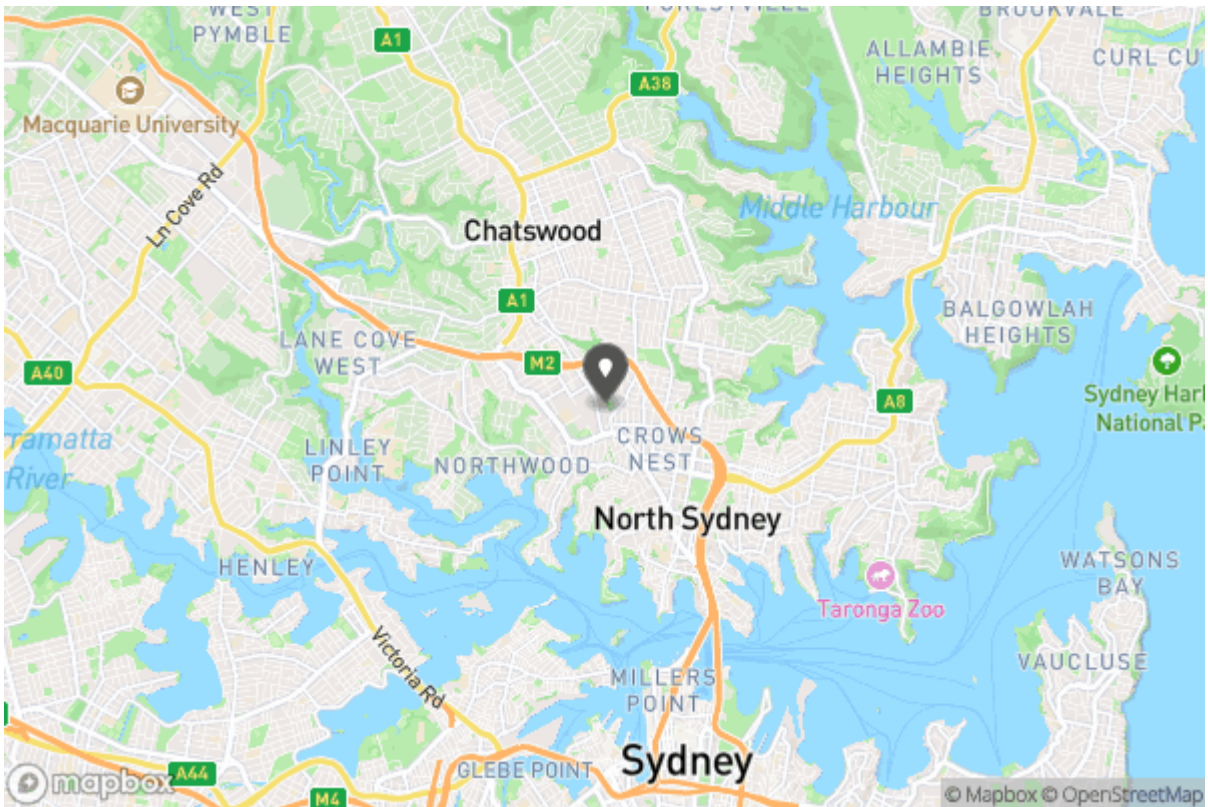 FORESTVILLE
WEST
PYMBLE
BROOKVALE
A1
ALLAMBIE
HEIGHTS
CURL CU
A38
Macquarie University
Ln Cove Rd
Middle Harbour
Chatswood
A1
BALGOWLAH
HEIGHTS
LANE COVE
WEST
M2
A40
A8
Sydney Harb
National Pa
rramatta
River
CROWS
NEST
LINLEY
POINT
NORTHWOOD
North Sydney
HENLEY
WATSONS
BAY
Taronga Zoo
Victoria Rd
VAUCLUSE
MILLERS
POINT
Sydney
GLEBE POINT
A44
mapbox
M4
© Mapbox © OpenStreetMap